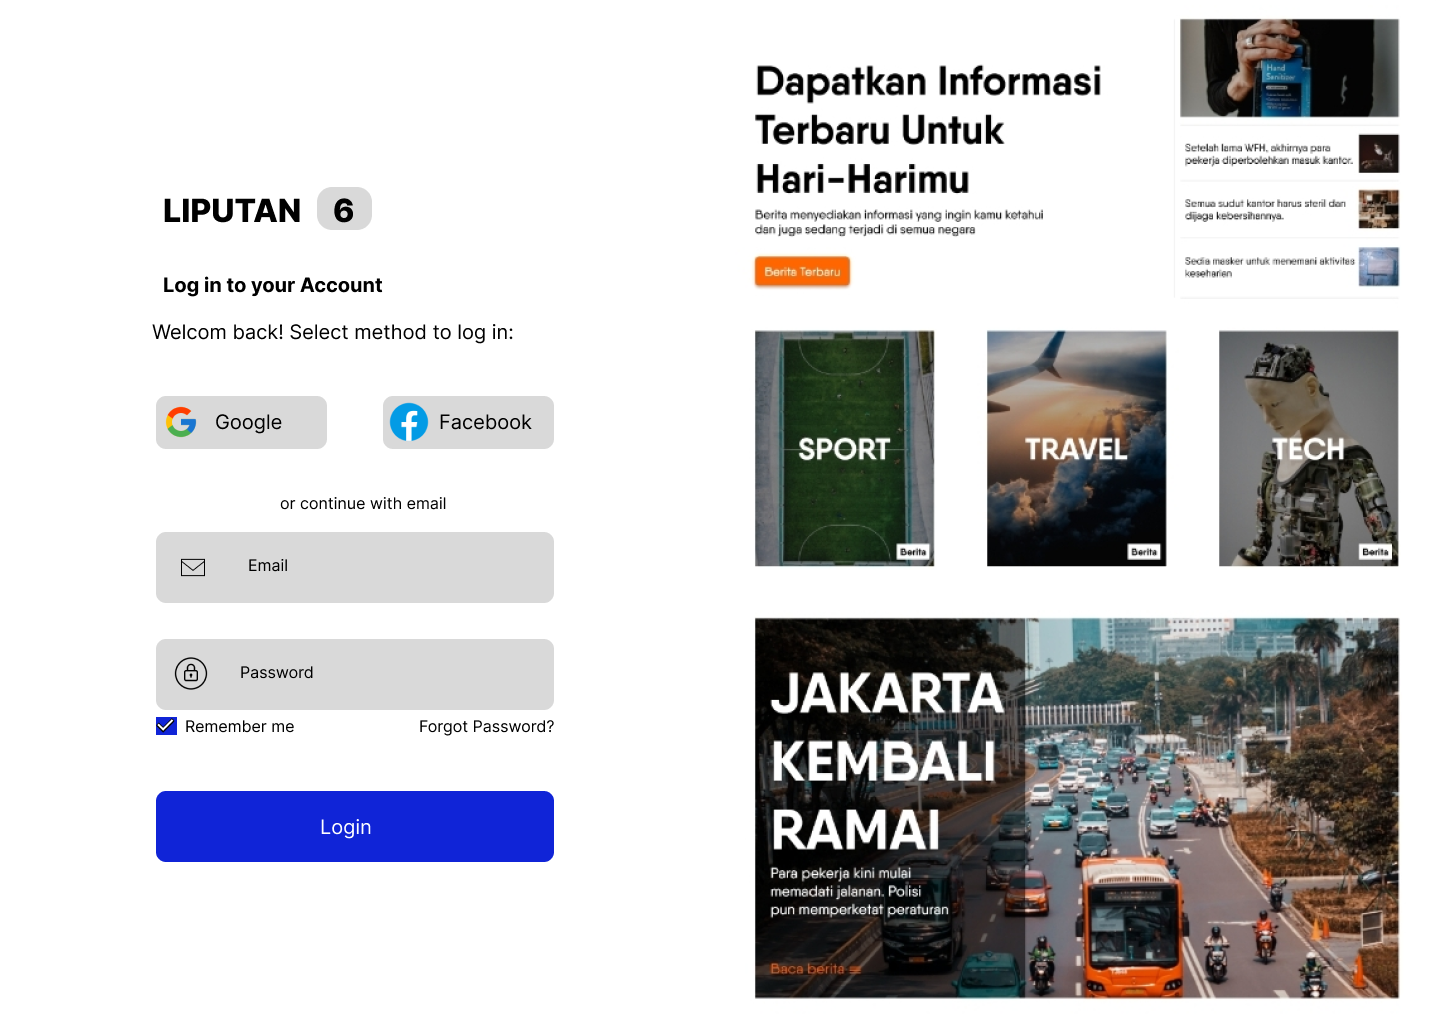 LIPUTAN 6
Log in to your Account
Welcom back! Select method to log in:
Google
Facebook
or continue with email
Email
Password
Remember me
Forgot Password?
Login
Dapatkan Informasi
Terbaru Untuk
Hari-Harimu
Berita menyediakan informasi yang ingin kamu ketahui
dan juga sedang terjadi di semua negara
Berita Terbaru
Hand
Sanitizer
Setelah lama WFH, akhirnya para
pekerja diperbolehkan masuk kantor.
Semua sudut kantor harus steril dan
dijaga kebersihannya.
Sedia masker untuk menemani aktivitas
keseharian
SPORT
Berita
TRAVEL
Berita
TECH
Berita
JAKARTA
KEMBALI
RAMAI
Para pekerja kini mulai
memadati jalanan. Polisi
pun memperketat peraturan
Baca berita